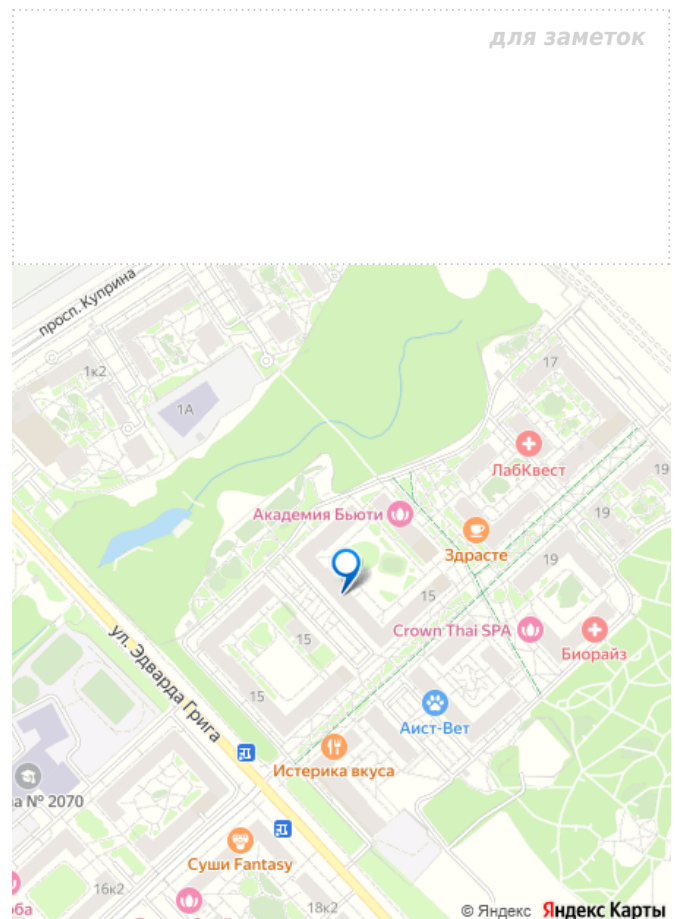 для заметок
просп. Куприна
1к2
17
1А
ЛабКвест
19
Академия Бьюти
19
Здрасте
19
15
Crown Thai SPA
15
Биорайз
ул. Эдварда Грига
15
Аист-Вет
Истерика вкуса
№ 2070
Суши Fantasy
16к2
18к2
© Яндекс Яндекс Карты